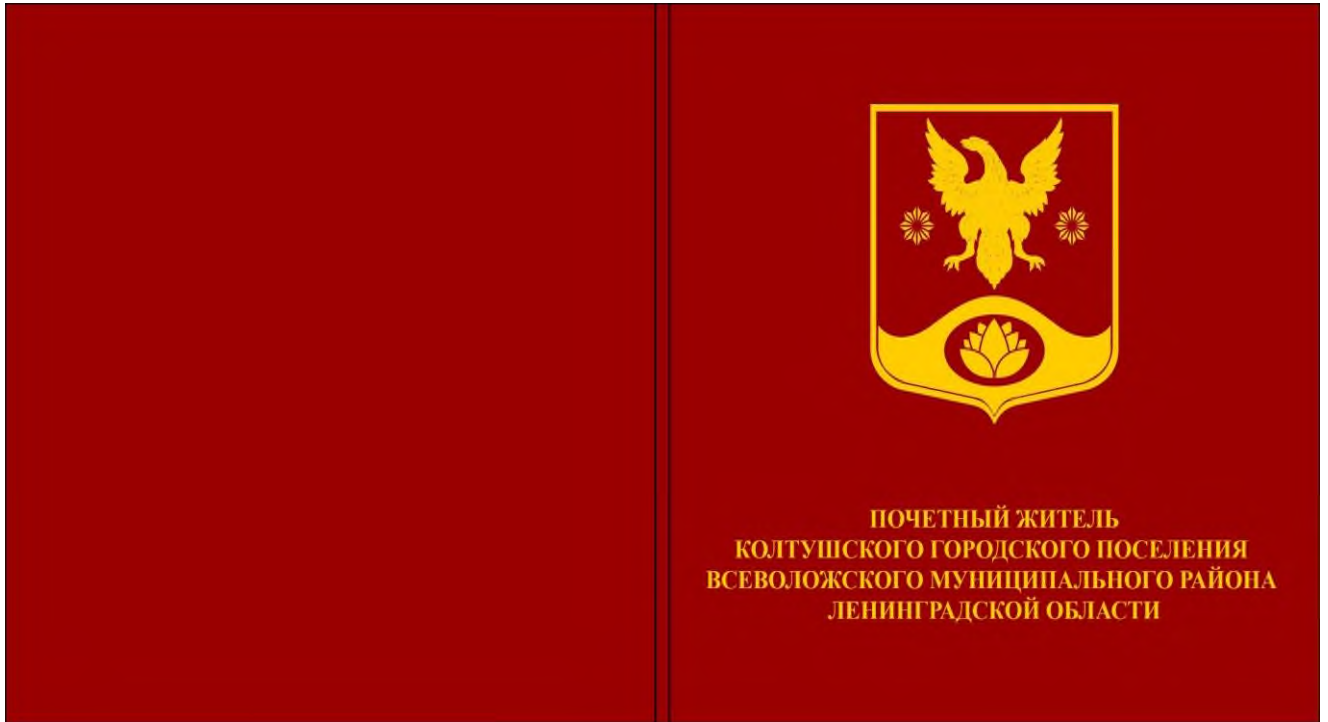 ПОЧЕТНЫЙ ЖИТЕЛЬ
КОЛТУШСКОГО ГОРОДСКОГО ПОСЕЛЕНИЯ
ВСЕВОЛОЖСКОГО МУНИЦИПАЛЬНОГО РАЙОНА
ЛЕНИНГРАДСКОЙ ОБЛАСТИ